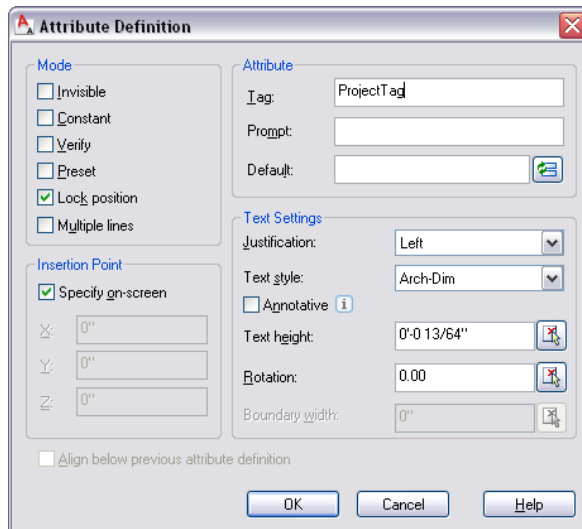 Attribute Definition
Mode
Invisible
Constant
Verify
Preset
Lock position
Multiple lines
Insertion Point
Specify on-screen
X: 0"
Y: 0"
Z: 0"
Attribute
Tag: ProjectTag
Prompt:
Default:
Text Settings
Justification: Left
Text style: Arch-Dim
Annotative i
Text height: 0'-0 13/64"
Rotation: 0.00
Boundary width: 0"
Align below previous attribute definition
OK Cancel Help